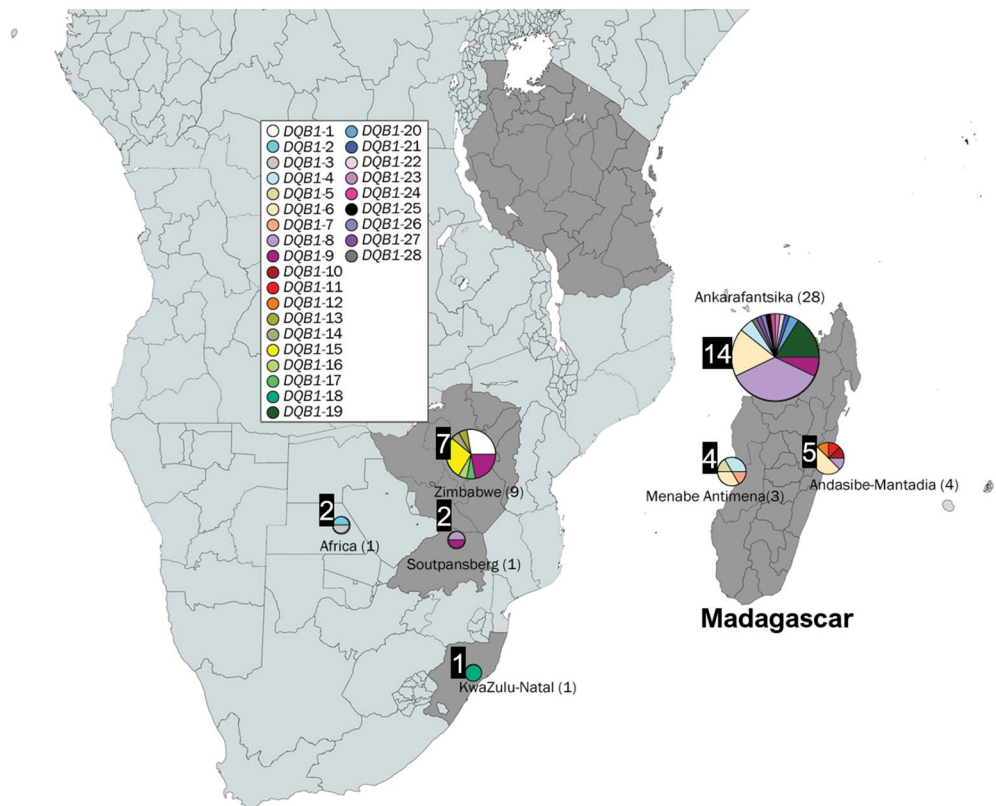 DQB1-1
DQB1-2
DQB1-3
DQB1-4
DQB1-5
DQB1-6
DQB1-7
DQB1-8
DQB1-9
DQB1-10
DQB1-11
DQB1-12
DQB1-13
DQB1-14
DQB1-15
DQB1-16
DQB1-17
DQB1-18
DQB1-19
DQB1-20
DQB1-21
DQB1-22
DQB1-23
DQB1-24
DQB1-25
DQB1-26
DQB1-27
DQB1-28
Ankarafantsika (28)
14
7
Zimbabwe (9)
4
Menabe Antimena(3)
5
Andasibe-Mantadia (4)
2
Africa (1)
2
Soutpansberg (1)
Madagascar
1
KwaZulu-Natal (1)